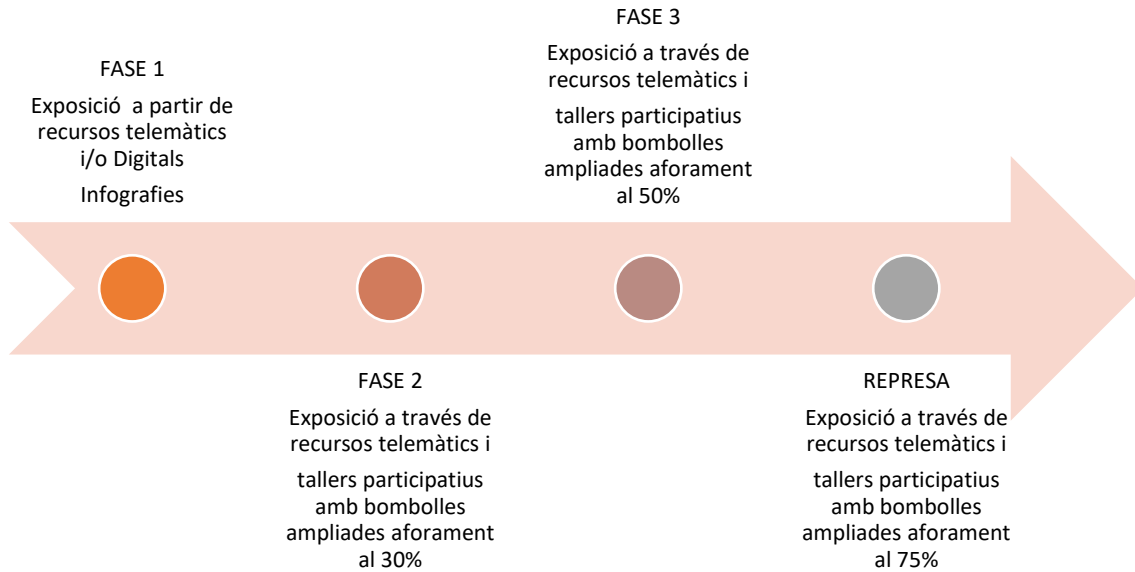 FASE 1
Exposició a partir de
recursos telemàtics
i/o Digitals
Infografies
FASE 2
Exposició a través de
recursos telemàtics i
tallers participatius
amb bombolles
ampliades aforament
al 30%
FASE 3
Exposició a través de
recursos telemàtics i
tallers participatius
amb bombolles
ampliades aforament
al 50%
REPRESA
Exposició a través de
recursos telemàtics i
tallers participatius
amb bombolles
ampliades aforament
al 75%